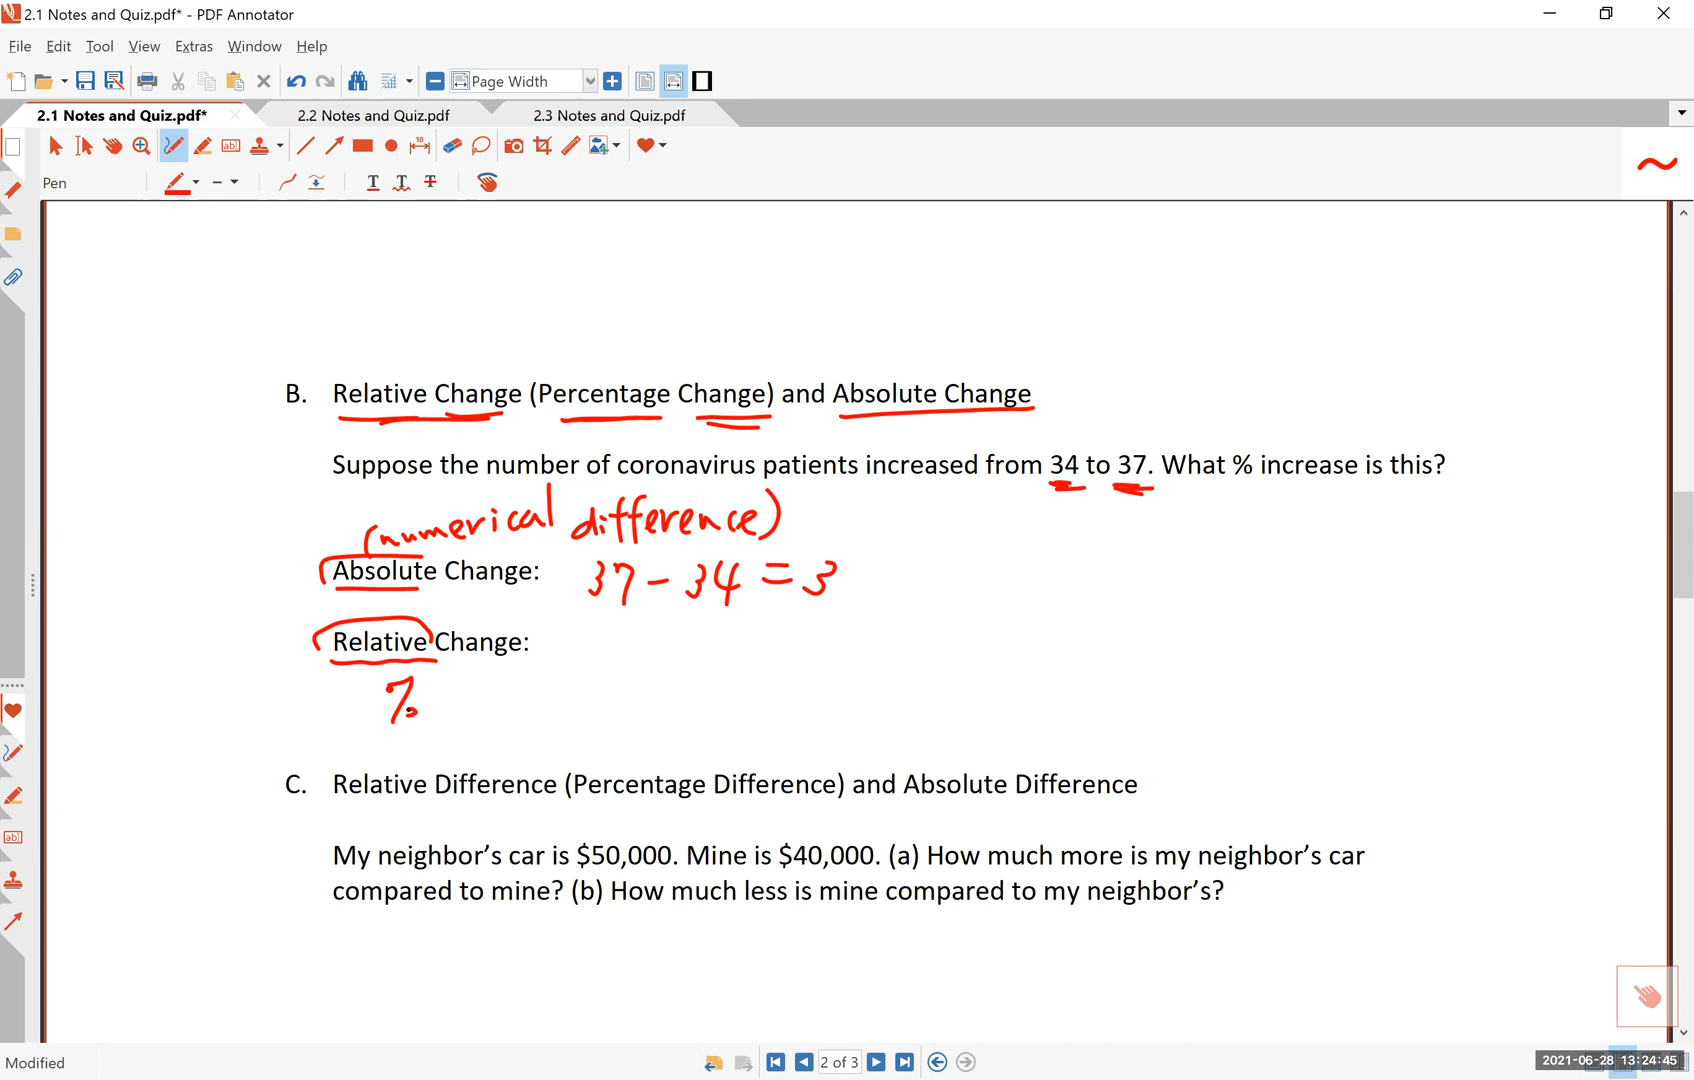 2.1 Notes and Quiz.pdf* - PDF Annotator
File Edit Tool View Extras Window Help
Page Width
2.1 Notes and Quiz.pdf* 2.2 Notes and Quiz.pdf 2.3 Notes and Quiz.pdf
Pen
B. Relative Change (Percentage Change) and Absolute Change
Suppose the number of coronavirus patients increased from 34 to 37. What % increase is this?
(numerical difference)
Absolute Change: 37 - 34 = 3
Relative Change:
%
C. Relative Difference (Percentage Difference) and Absolute Difference
My neighbor's car is $50,000. Mine is $40,000. (a) How much more is my neighbor's car
compared to mine? (b) How much less is mine compared to my neighbor's?
Modified 2 of 3 2021-06-28 13:24:45